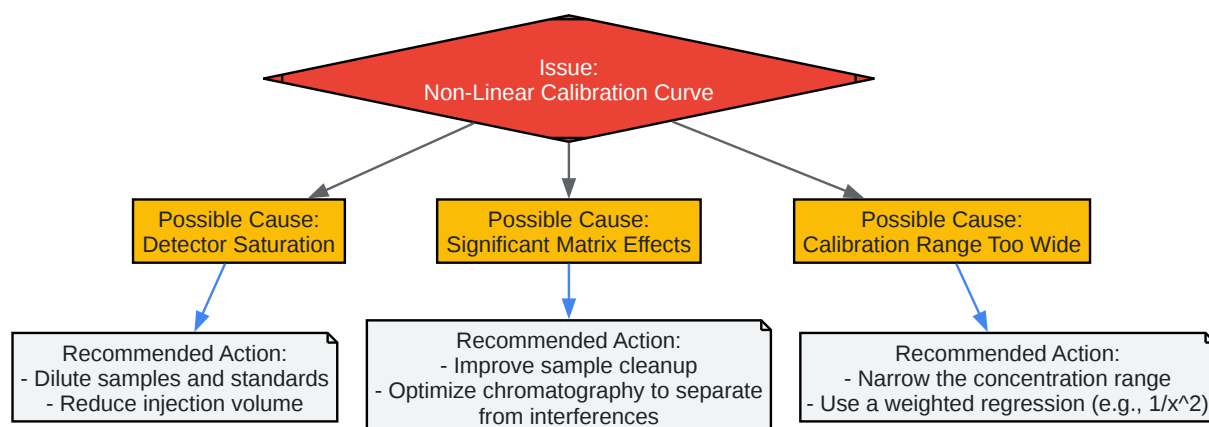 Issue:
Non-Linear Calibration Curve
Possible Cause:
Detector Saturation
Possible Cause:
Significant Matrix Effects
Possible Cause:
Calibration Range Too Wide
Recommended Action:
- Dilute samples and standards
- Reduce injection volume
Recommended Action:
- Improve sample cleanup
- Optimize chromatography to separate
from interferences
Recommended Action:
- Narrow the concentration range
- Use a weighted regression (e.g., 1/x^2)